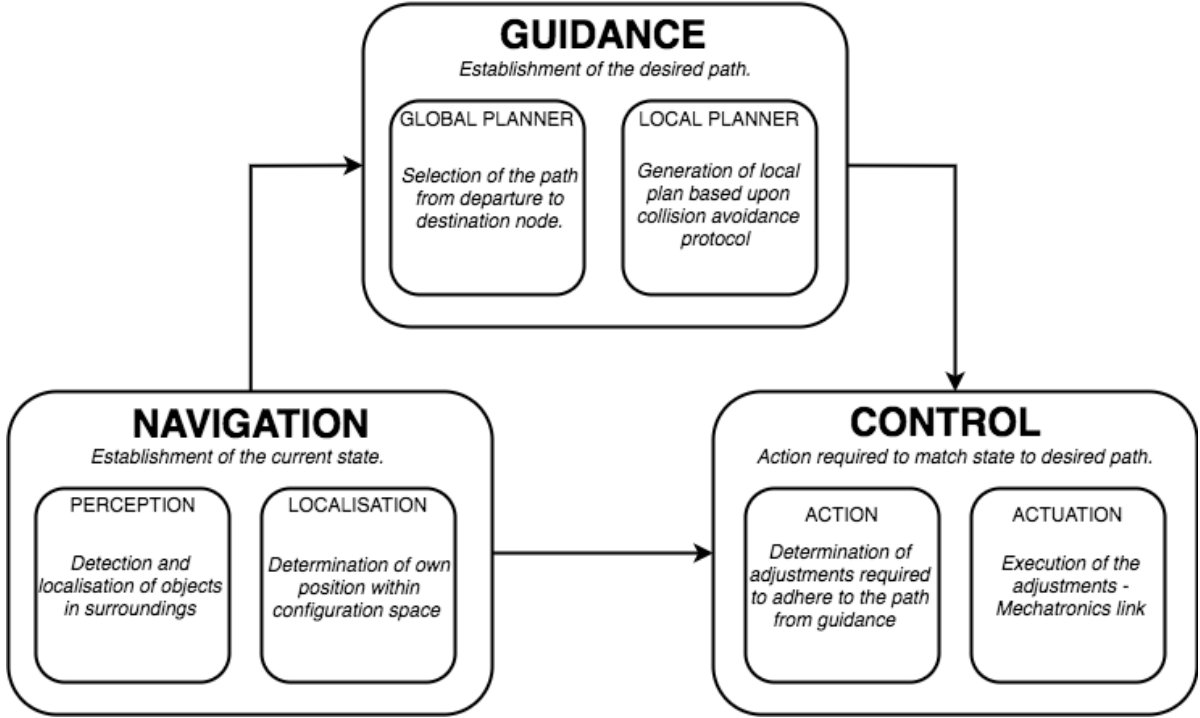 GUIDANCE
Establishment of the desired path.
GLOBAL PLANNER
Selection of the path
from departure to
destination node.
LOCAL PLANNER
Generation of local
plan based upon
collision avoidance
protocol
NAVIGATION
Establishment of the current state.
PERCEPTION
Detection and
localisation of objects
in surroundings
LOCALISATION
Determination of own
position within
configuration space
CONTROL
Action required to match state to desired path.
ACTION
Determination of
adjustments required
to adhere to the path
from guidance
ACTUATION
Execution of the
adjustments -
Mechatronics link